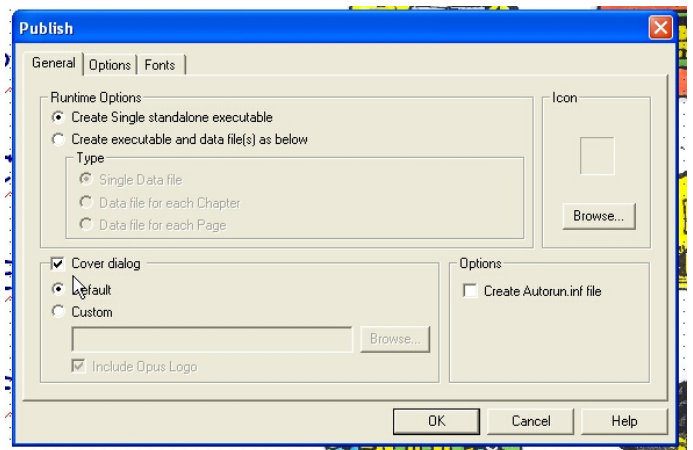 Publish
General Options Fonts
Runtime Options
Create Single standalone executable
Create executable and data file(s) as below
Type
Single Data file
Data file for each Chapter
Data file for each Page
Icon
Browse...
Cover dialog
Default
Custom
Browse...
Include Opus Logo
Options
Create Autorun.inf file
OK Cancel Help